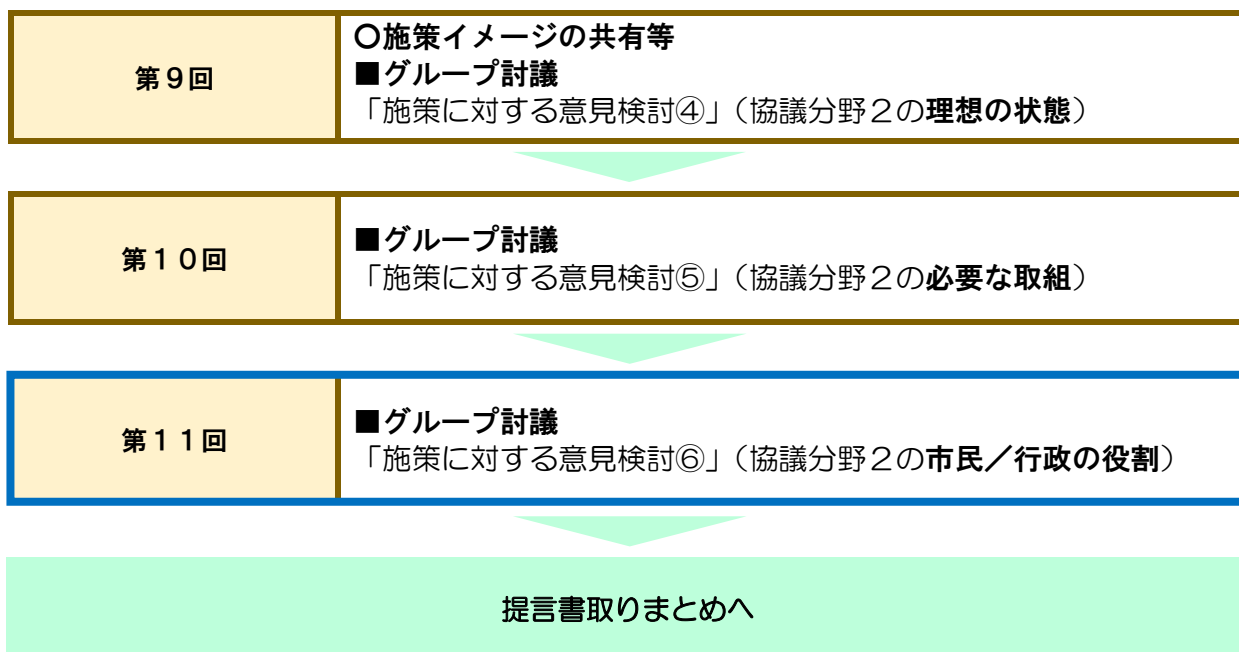 第９回
〇施策イメージの共有等
■グループ討議
「施策に対する意見検討④」（協議分野２の理想の状態）
第１０回
■グループ討議
「施策に対する意見検討⑤」（協議分野２の必要な取組）
第１１回
■グループ討議
「施策に対する意見検討⑥」（協議分野２の市民／行政の役割）
提言書取りまとめへ